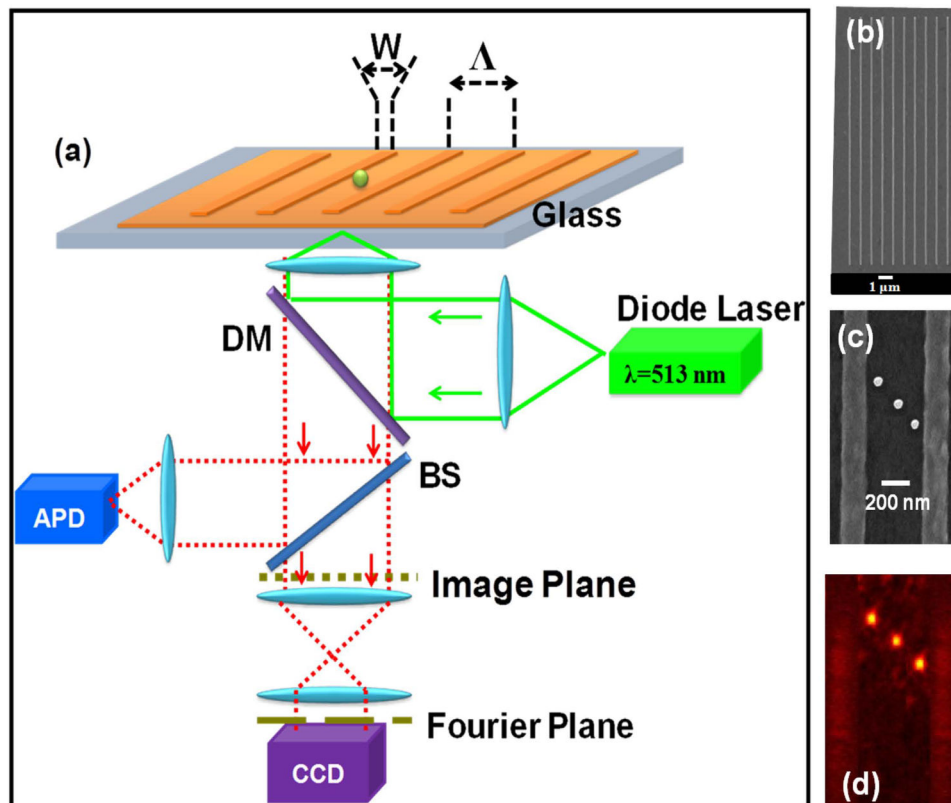 (a)
W
Λ
Glass
DM
Diode Laser
λ=513 nm
BS
APD
Image Plane
Fourier Plane
CCD
(b)
1 µm
(c)
200 nm
(d)